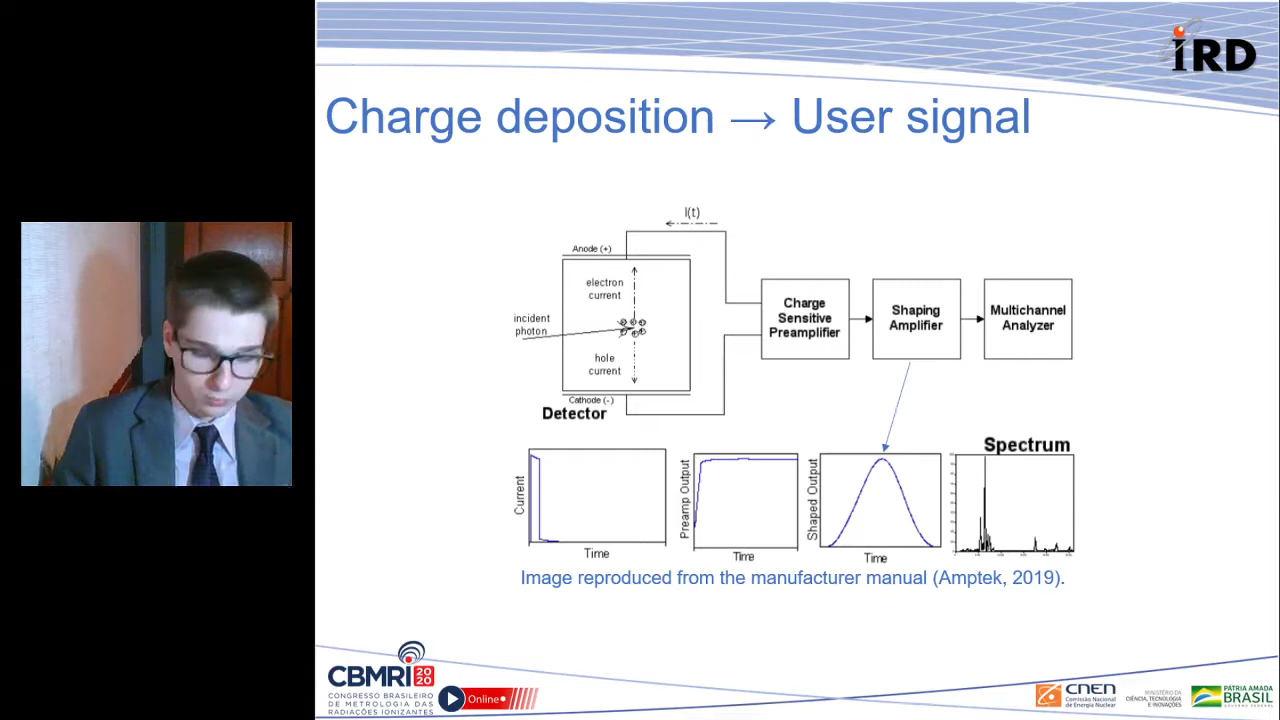 iRD
Charge deposition → User signal
I(t)
Anode (+)
electron
current
incident
photon
hole
current
Cathode (-)
Detector
Charge
Sensitive
Preamplifier
Shaping
Amplifier
Multichannel
Analyzer
Current
Time
Preamp Output
Time
Shaped Output
Time
Spectrum
Image reproduced from the manufacturer manual (Amptek, 2019).
CBMRI 2020
CONGRESSO BRASILEIRO
DE METROLOGIA DAS
RADIAÇÕES IONIZANTES
Online
CNEN
Comissão Nacional
de Energia Nuclear
MINISTÉRIO DA
CIÊNCIA, TECNOLOGIA
E INOVAÇÕES
PÁTRIA AMADA
BRASIL
GOVERNO FEDERAL